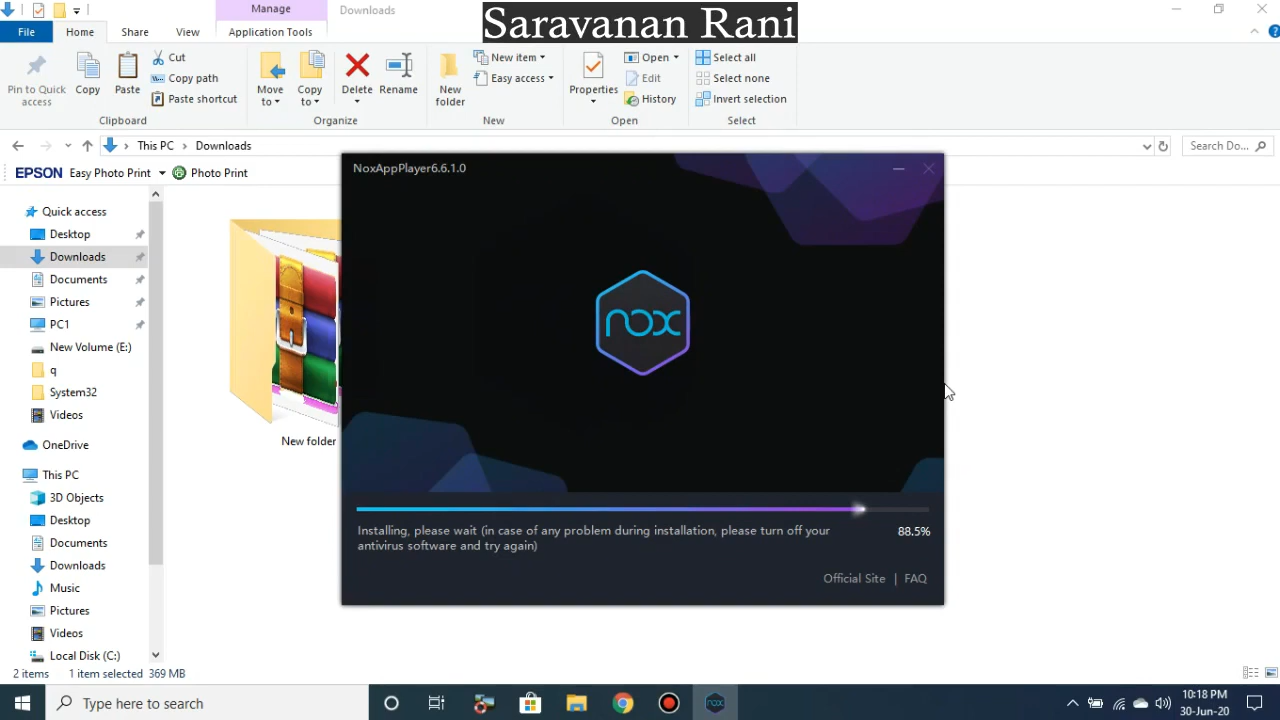 Manage
Downloads
Saravanan Rani
File
Home
Share
View
Application Tools
Pin to Quick access
Copy
Paste
Cut
Copy path
Paste shortcut
Clipboard
Move to
Copy to
Delete
Rename
Organize
New folder
New item
Easy access
New
Properties
Open
Edit
History
Open
Select all
Select none
Invert selection
Select
This PC
Downloads
Search Do...
EPSON
Easy Photo Print
Photo Print
Quick access
Desktop
Downloads
Documents
Pictures
PC1
New Volume (E:)
q
System32
Videos
OneDrive
This PC
3D Objects
Desktop
Documents
Downloads
Music
Pictures
Videos
Local Disk (C:)
New folder
NoxAppPlayer6.6.1.0
nox
Installing, please wait (in case of any problem during installation, please turn off your
antivirus software and try again)
88.5%
Official Site | FAQ
2 items
1 item selected 369 MB
Type here to search
nox
10:18 PM
30-Jun-20